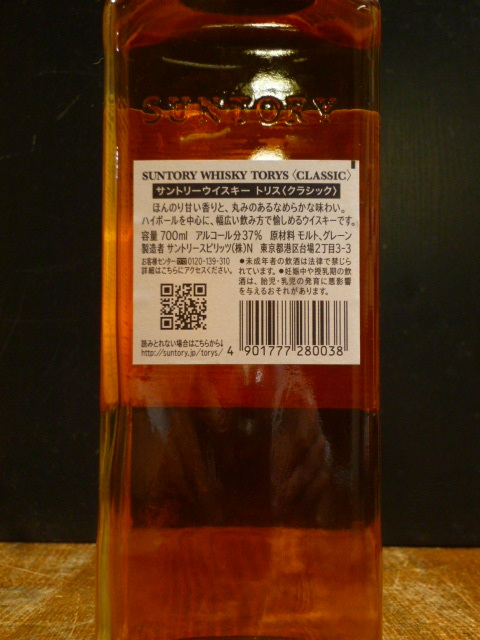 SUNTORY
SUNTORY WHISKY TORYS〈CLASSIC〉
サントリーウイスキー トリス〈クラシック〉
ほんのり甘い香りと、丸みのあるなめらかな味わい。
ハイボールを中心に、幅広い飲み方で愉しめるウイスキーです。
容量 700ml アルコール分37% 原材料 モルト、グレーン
製造者 サントリースピリッツ(株)N 東京都港区台場2丁目3-3
お客様センター 0120-139-310
詳細はこちらにアクセスください。
●未成年者の飲酒は法律で禁じら
れています。●妊娠中や授乳期の飲
酒は、胎児・乳児の発育に悪影響
を与えるおそれがあります。
読みとれない場合はこちらから↓
http://suntory.jp/torys/
4 901777 280038